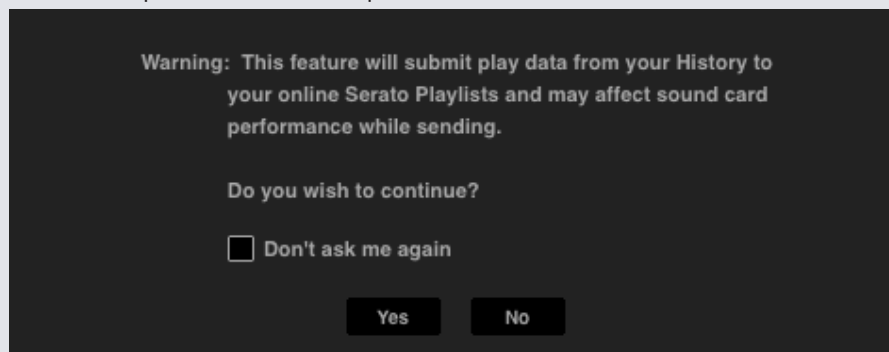 Warning: This feature will submit play data from your History to
your online Serato Playlists and may affect sound card
performance while sending.
Do you wish to continue?
Don't ask me again
Yes No